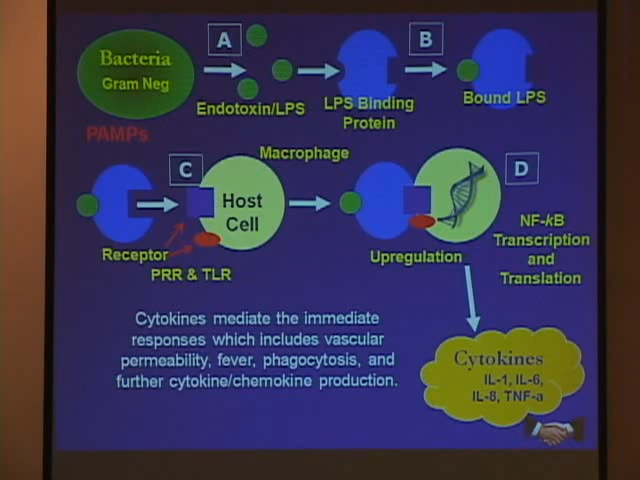 Bacteria
Gram Neg
PAMPs
A
Endotoxin/LPS
LPS Binding
Protein
B
Bound LPS
C
Macrophage
Host
Cell
Receptor
PRR & TLR
D
Upregulation
NF-kB
Transcription
and
Translation
Cytokines mediate the immediate
responses which includes vascular
permeability, fever, phagocytosis, and
further cytokine/chemokine production.
Cytokines
IL-1, IL-6,
IL-8, TNF-a